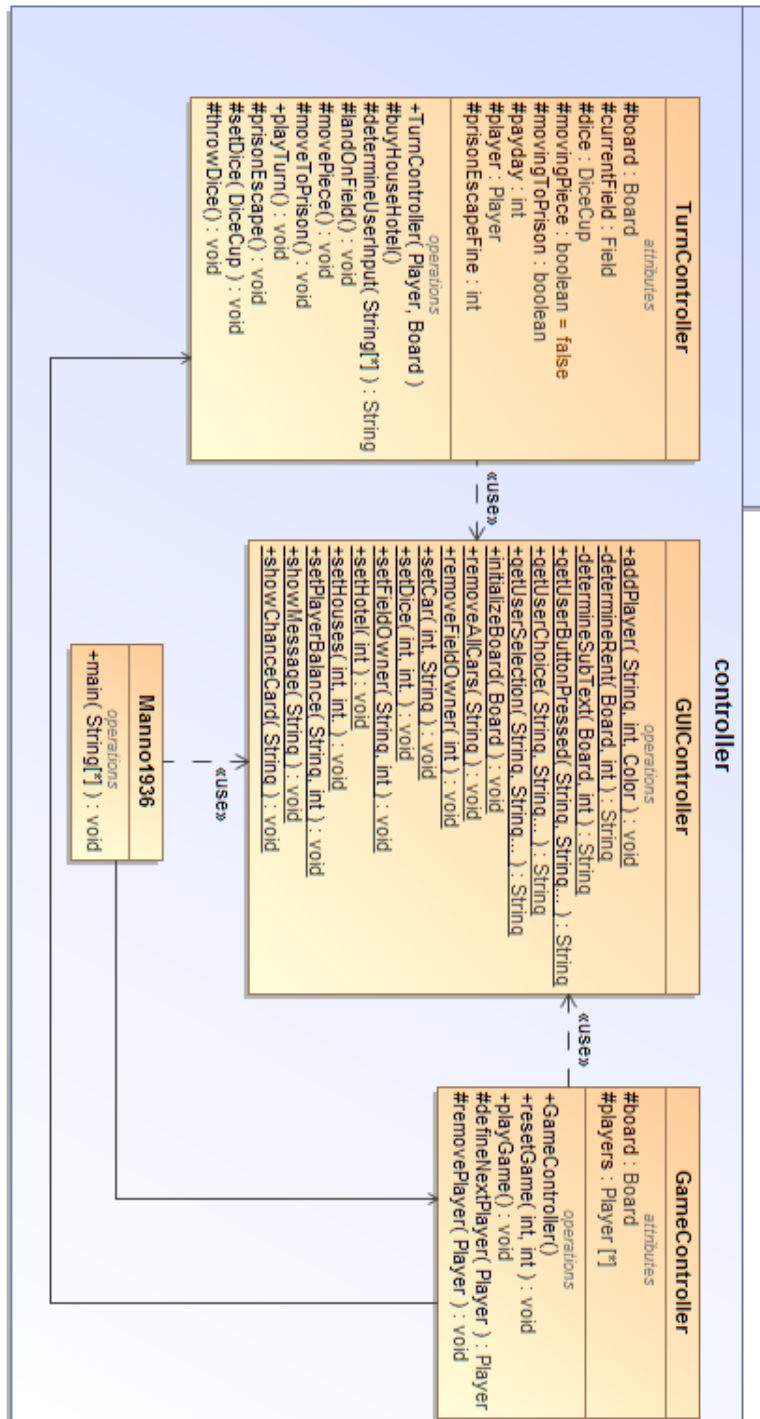 controller
TurnController
attributes
#board : Board
#currentField : Field
#dice : DiceCup
#movingPiece : boolean = false
#movingToPrison : boolean
#payday : int
#player : Player
#prisonEscapeFine : int
operations
+TurnController( Player, Board )
#buyHouseHotel()
#determineUserInput( String[*] ) : String
#landOnField() : void
#movePiece() : void
#moveToPrison() : void
+playTurn() : void
#prisonEscape() : void
#setDice( DiceCup ) : void
#throwDice() : void
«use»
GUIController
operations
+addPlayer( String, int, Color ) : void
-determineRent( Board, int ) : String
-determineSubText( Board, int ) : String
+getUserButtonPressed( String, String... ) : String
+getUserChoice( String, String... ) : String
+getUserSelection( String, String... ) : String
+initializeBoard( Board ) : void
+removeAllCars( String ) : void
+removeFieldOwner( int ) : void
+setCar( int, String ) : void
+setDice( int, int. ) : void
+setFieldOwner( String, int ) : void
+setHotel( int ) : void
+setHouses( int, int. ) : void
+setPlayerBalance( String, int ) : void
+showMessage( String ) : void
+showChanceCard( String ) : void
«use»
GameController
attributes
#board : Board
#players : Player [*]
operations
+GameController()
+resetGame( int, int ) : void
+playGame() : void
#defineNextPlayer( Player ) : Player
#removePlayer( Player ) : void
«use»
Manno1936
operations
+main( String[*] ) : void